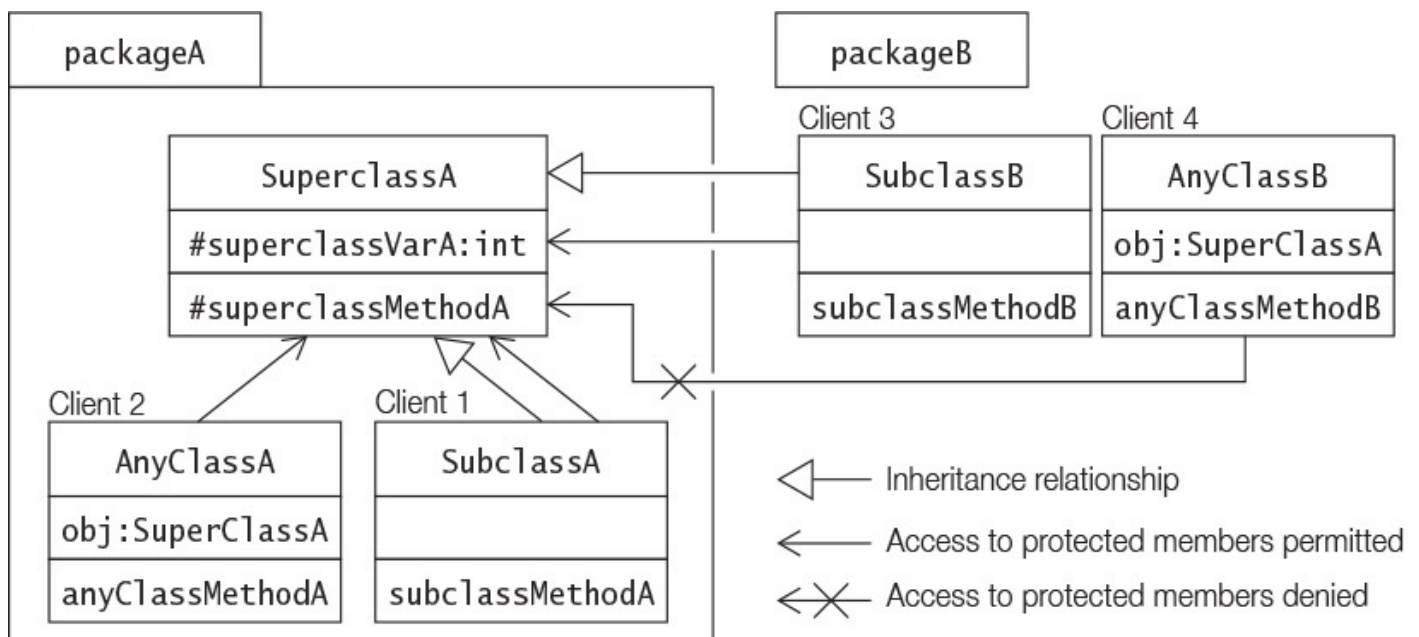 packageA
packageB
Client 3
Client 4
SuperclassA
SubclassB
AnyClassB
#superclassVarA:int
obj:SuperClassA
#superclassMethodA
subclassMethodB
anyClassMethodB
Client 2
Client 1
AnyClassA
SubclassA
obj:SuperClassA
anyClassMethodA
subclassMethodA
Inheritance relationship
Access to protected members permitted
Access to protected members denied